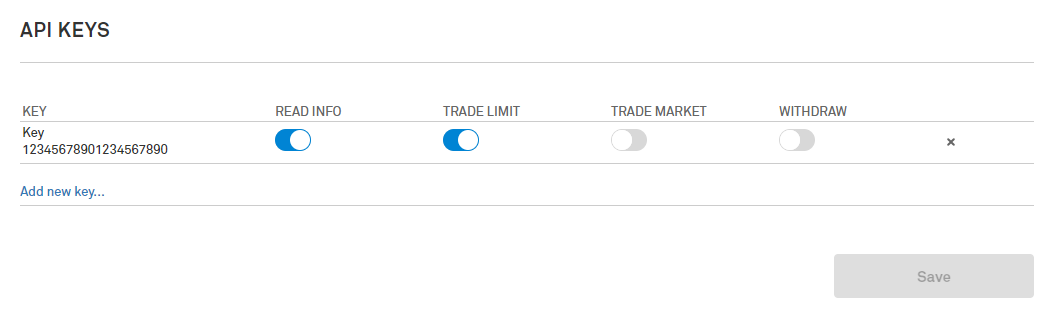 API KEYS
KEY READ INFO TRADE LIMIT TRADE MARKET WITHDRAW
Key
12345678901234567890
×
Add new key...
Save